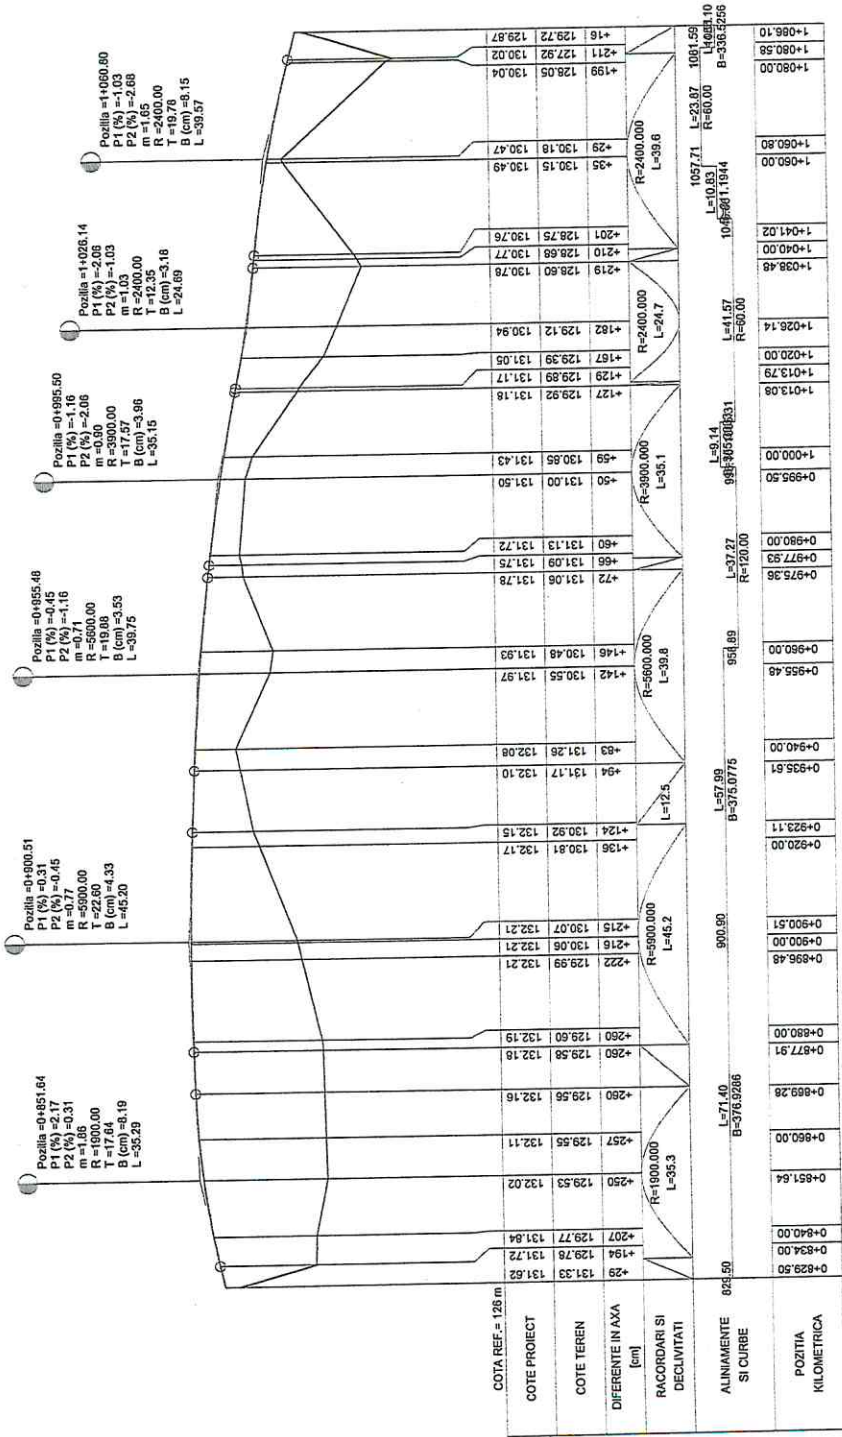 Pozitia =0+851.64
P1 (%) =2.17
P2 (%) =0.31
m =1.86
R =1900.00
T =17.64
B (cm) =8.19
L =35.29
Pozitia =0+900.51
P1 (%) =0.31
P2 (%) =-0.45
m =0.77
R =5900.00
T =22.60
B (cm) =4.33
L =45.20
Pozitia =0+955.48
P1 (%) =-0.45
P2 (%) =-1.16
m =0.71
R =5600.00
T =19.88
B (cm) =3.53
L =39.75
Pozitia =0+995.50
P1 (%) =-1.16
P2 (%) =-2.06
m =0.90
R =3900.00
T =17.57
B (cm) =3.96
L =35.15
Pozitia =1+026.14
P1 (%) =-2.06
P2 (%) =-1.03
m =1.03
R =2400.00
T =12.35
B (cm) =3.18
L =24.69
Pozitia =1+060.80
P1 (%) =-1.03
P2 (%) =-2.68
m =1.65
R =2400.00
T =19.78
B (cm) =8.15
L =39.57
COTA REF.= 126 m
COTE PROIECT
131.62 131.72 131.84 132.02 132.11 132.16 132.18 132.19 132.21 132.21 132.21 132.17 132.15 132.10 132.08 131.97 131.93 131.78 131.75 131.72 131.50 131.43 131.18 131.17 131.05 130.94 130.78 130.77 130.76 130.49 130.47 130.04 130.02 129.87
COTE TEREN
131.33 129.78 129.77 129.53 129.55 129.56 129.58 129.60 129.99 130.06 130.07 130.81 130.92 131.17 131.26 130.55 130.48 131.06 131.09 131.13 131.00 130.85 129.92 129.89 129.39 129.12 128.60 128.68 128.75 130.15 130.18 128.05 127.92 129.72
DIFERENTE IN AXA
[cm]
+29 +194 +207 +250 +257 +260 +260 +260 +222 +216 +215 +136 +124 +94 +83 +142 +146 +72 +66 +60 +50 +59 +127 +129 +167 +182 +219 +210 +201 +35 +29 +199 +211 +16
RACORDARI SI
DECLIVITATI
R=1900.000
L=35.3
R=5900.000
L=45.2
L=12.5
R=5600.000
L=39.8
R=3900.000
L=35.1
R=2400.000
L=24.7
R=2400.000
L=39.6
ALINIAMENTE
SI CURBE
829.50
L=71.40
B=376.9286
900.90
L=57.99
B=375.0775
958.89
L=37.27
R=120.00
L=9.14
L=41.57
R=60.00
L=10.83
1057.71
L=23.87
R=60.00
1081.59
B=336.5256
POZITIA
KILOMETRICA
0+829.50 0+834.00 0+840.00 0+851.64 0+860.00 0+869.28 0+877.91 0+880.00 0+896.48 0+900.00 0+900.51 0+920.00 0+923.11 0+935.61 0+940.00 0+955.48 0+960.00 0+975.36 0+977.93 0+980.00 0+995.50 1+000.00 1+013.08 1+013.79 1+020.00 1+026.14 1+038.48 1+040.00 1+041.02 1+060.00 1+060.80 1+080.00 1+080.58 1+086.10